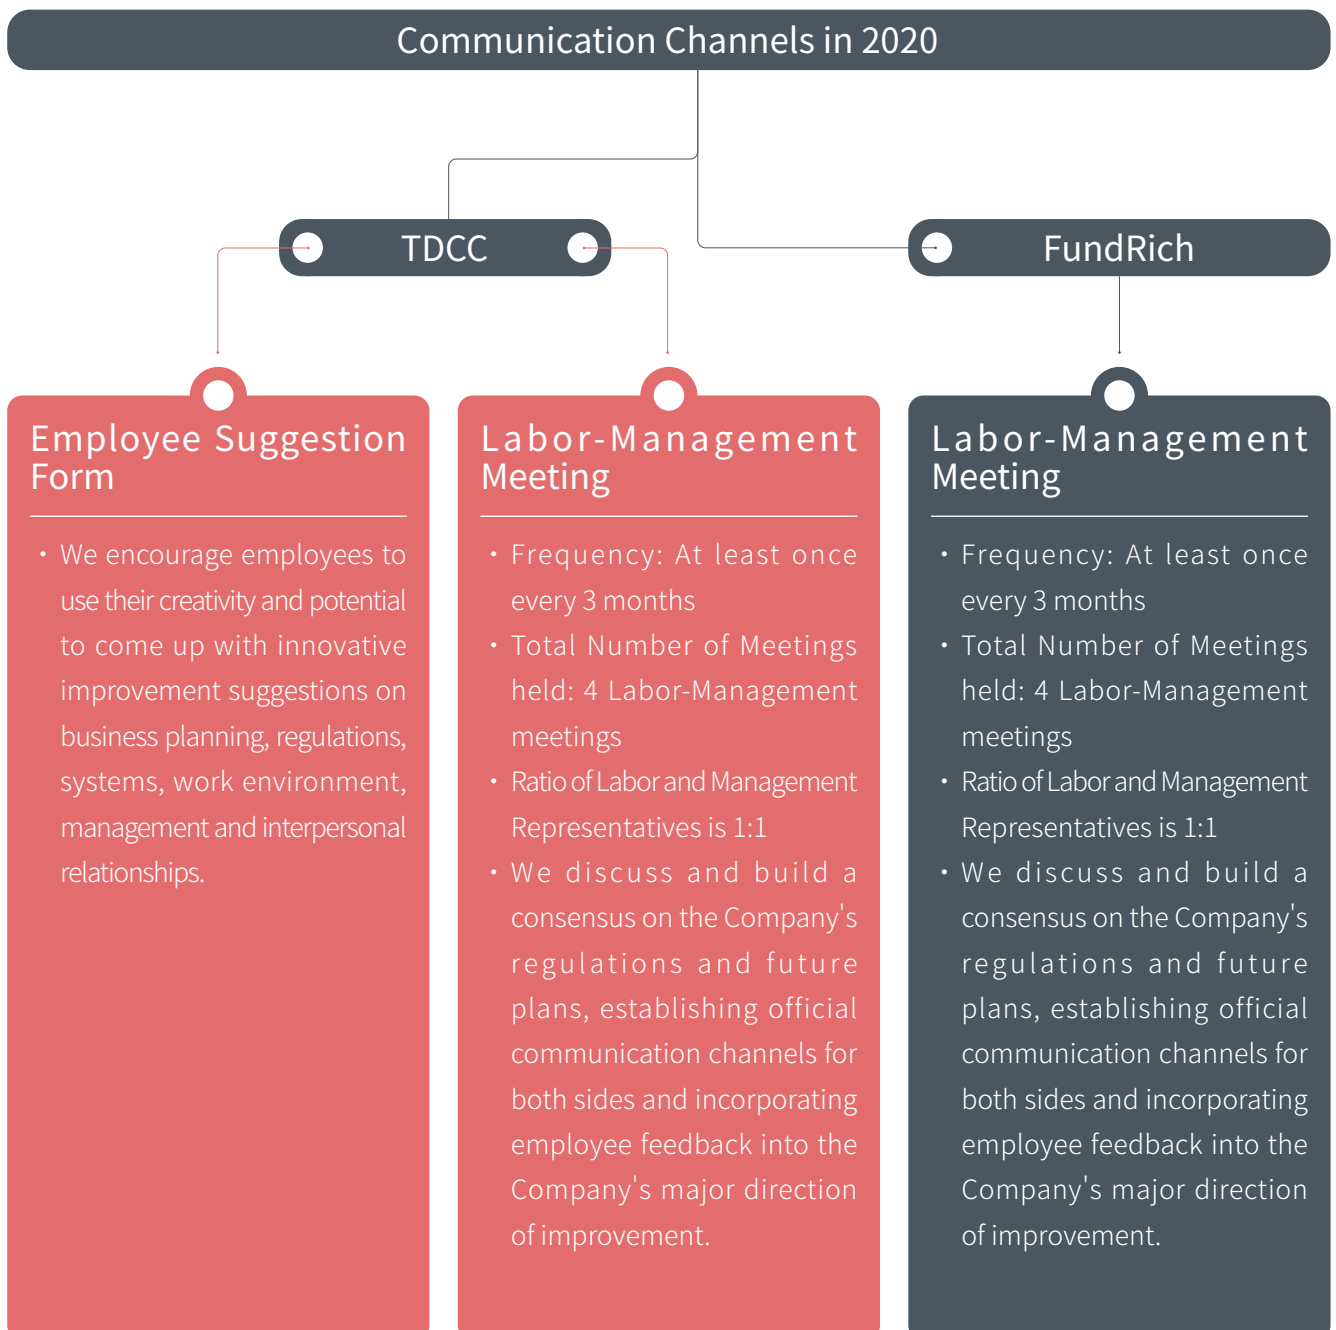 Communication Channels in 2020
TDCC
FundRich
Employee Suggestion
Form
・ We encourage employees to
use their creativity and potential
to come up with innovative
improvement suggestions on
business planning, regulations,
systems, work environment,
management and interpersonal
relationships.
Labor-Management
Meeting
・ Frequency: At least once
every 3 months
・ Total Number of Meetings
held: 4 Labor-Management
meetings
・ Ratio of Labor and Management
Representatives is 1:1
・ We discuss and build a
consensus on the Company's
regulations and future
plans, establishing official
communication channels for
both sides and incorporating
employee feedback into the
Company's major direction
of improvement.
Labor-Management
Meeting
・ Frequency: At least once
every 3 months
・ Total Number of Meetings
held: 4 Labor-Management
meetings
・ Ratio of Labor and Management
Representatives is 1:1
・ We discuss and build a
consensus on the Company's
regulations and future
plans, establishing official
communication channels for
both sides and incorporating
employee feedback into the
Company's major direction
of improvement.